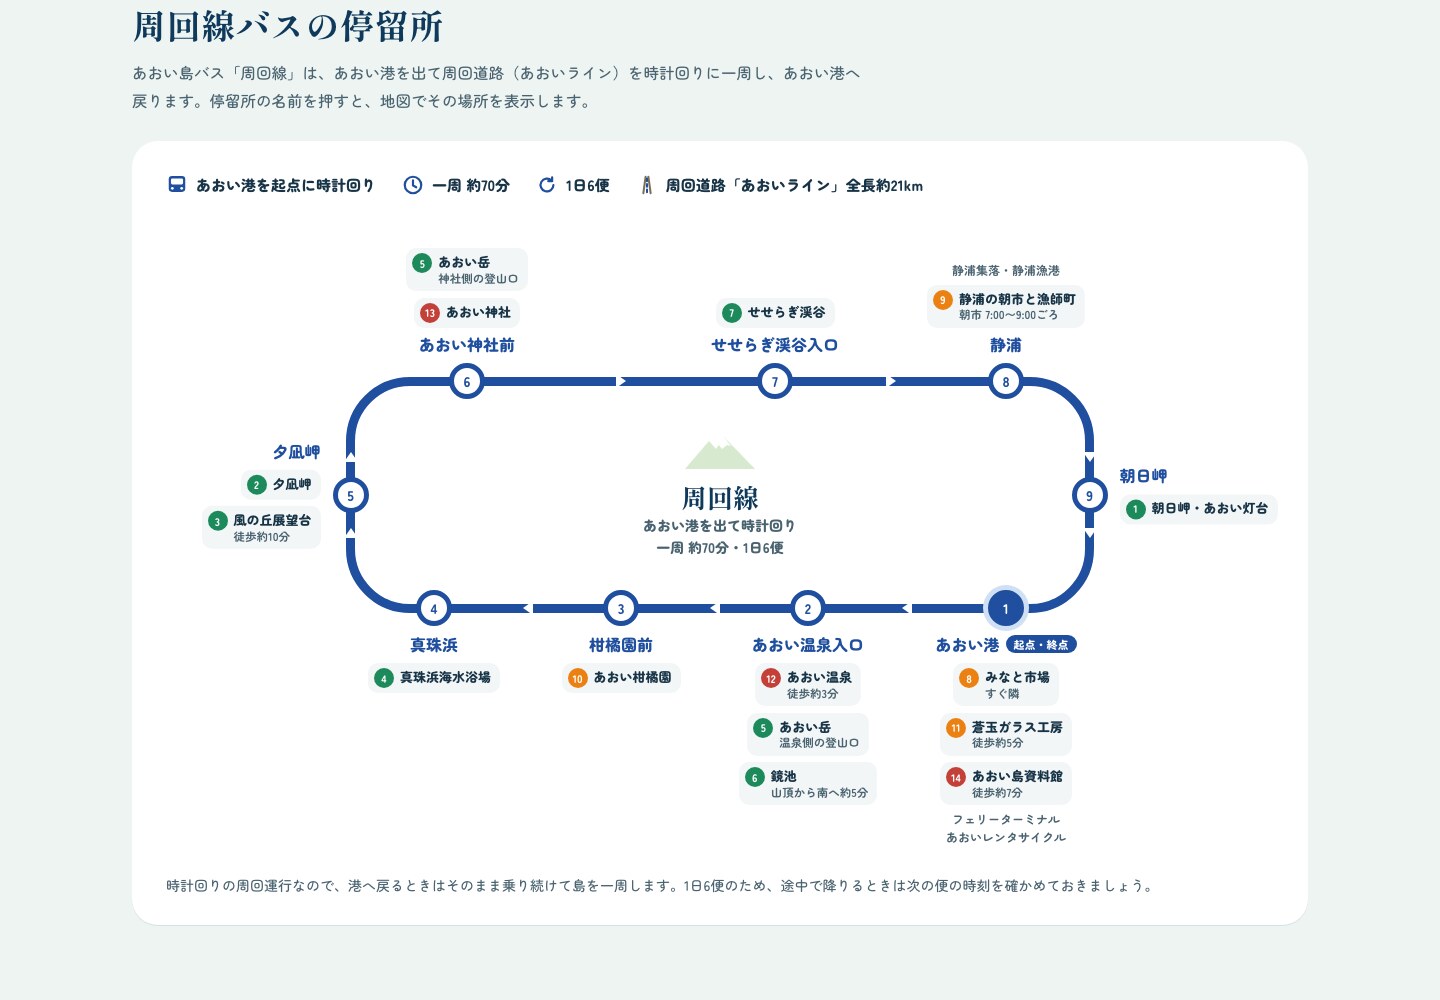 周回線バスの停留所
あおい島バス「周回線」は、あおい港を出て周回道路（あおいライン）を時計回りに一周し、あおい港へ
戻ります。停留所の名前を押すと、地図でその場所を表示します。
あおい港を起点に時計回り
一周 約70分
1日6便
周回道路「あおいライン」全長約21km
5 あおい岳
神社側の登山口
13 あおい神社
あおい神社前
6
7 せせらぎ渓谷
せせらぎ渓谷入口
7
静浦集落・静浦漁港
9 静浦の朝市と漁師町
朝市 7:00〜9:00ごろ
静浦
8
夕凪岬
2 夕凪岬
3 風の丘展望台
徒歩約10分
5
周回線
あおい港を出て時計回り
一周 約70分・1日6便
9
朝日岬
1 朝日岬・あおい灯台
4
真珠浜
4 真珠浜海水浴場
3
柑橘園前
10 あおい柑橘園
2
あおい温泉入口
12 あおい温泉
徒歩約3分
5 あおい岳
温泉側の登山口
6 鏡池
山頂から南へ約5分
1
あおい港 起点・終点
8 みなと市場
すぐ隣
11 蒼玉ガラス工房
徒歩約5分
14 あおい島資料館
徒歩約7分
フェリーターミナル
あおいレンタサイクル
時計回りの周回運行なので、港へ戻るときはそのまま乗り続けて島を一周します。1日6便のため、途中で降りるときは次の便の時刻を確かめておきましょう。